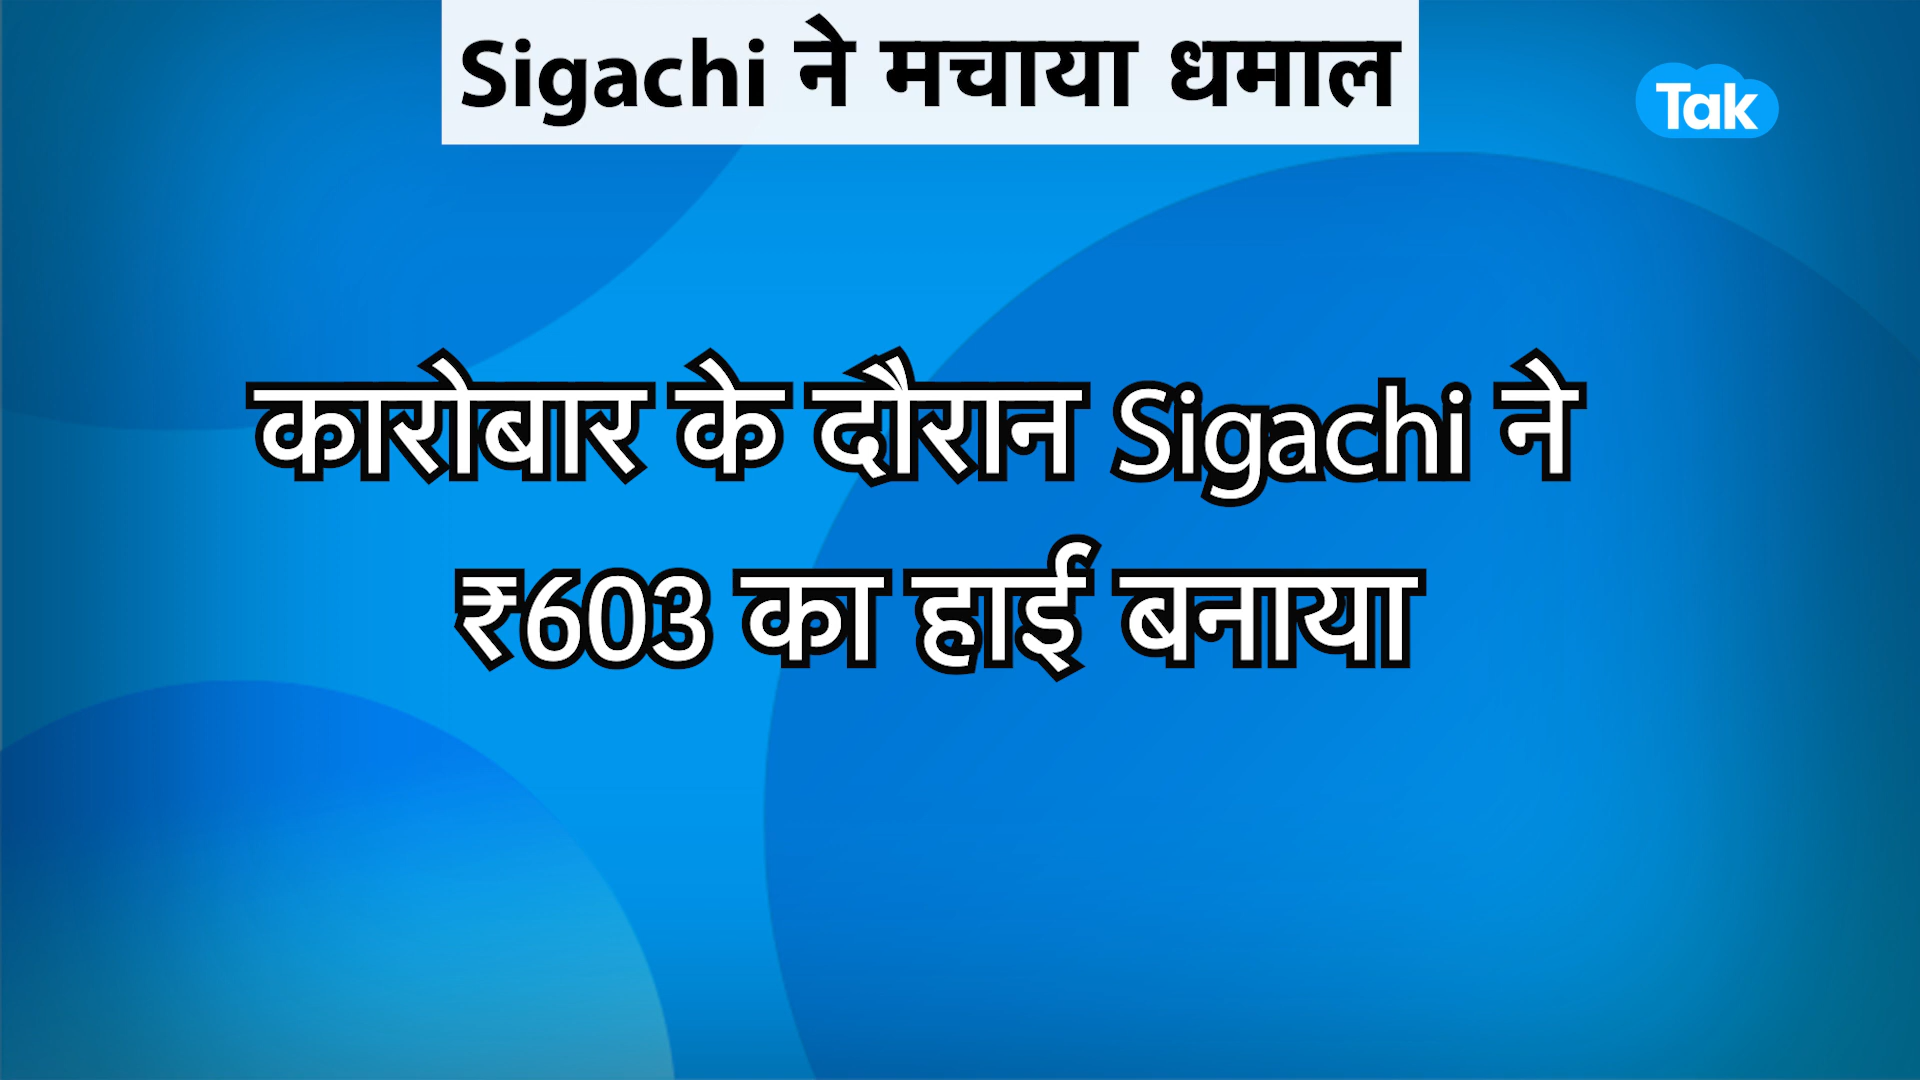 Sigachi ने मचाया धमाल
Tak
कारोबार के दौरान Sigachi ने
₹603 का हाई बनाया